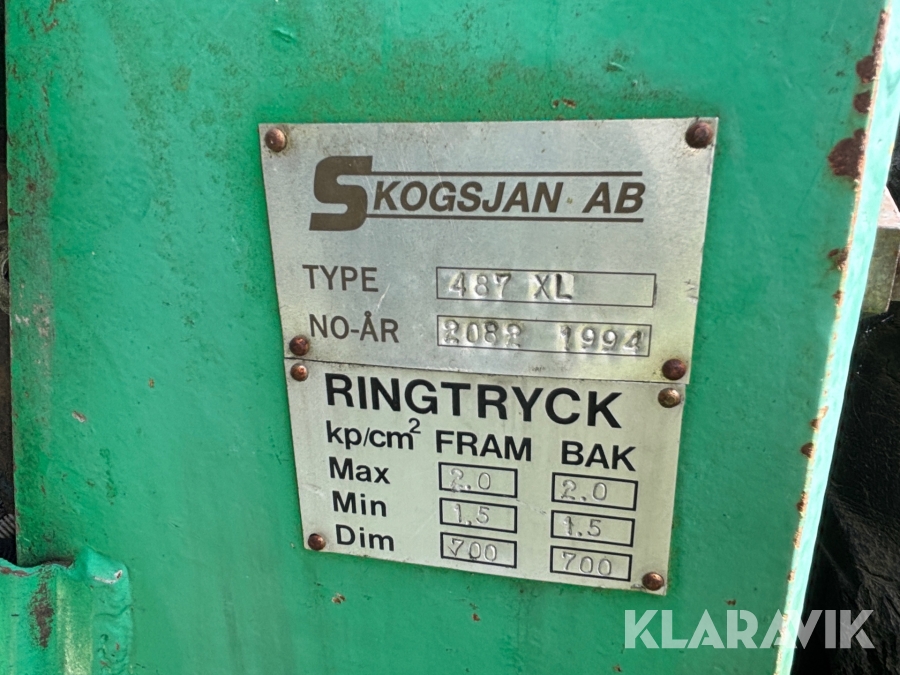 SKOGSJAN AB
TYPE 487 XL
NO-ÅR 2082 1994
RINGTRYCK
kp/cm² FRAM BAK
Max 2.0 2.0
Min 1.5 1.5
Dim 700 700
KLARAVIK